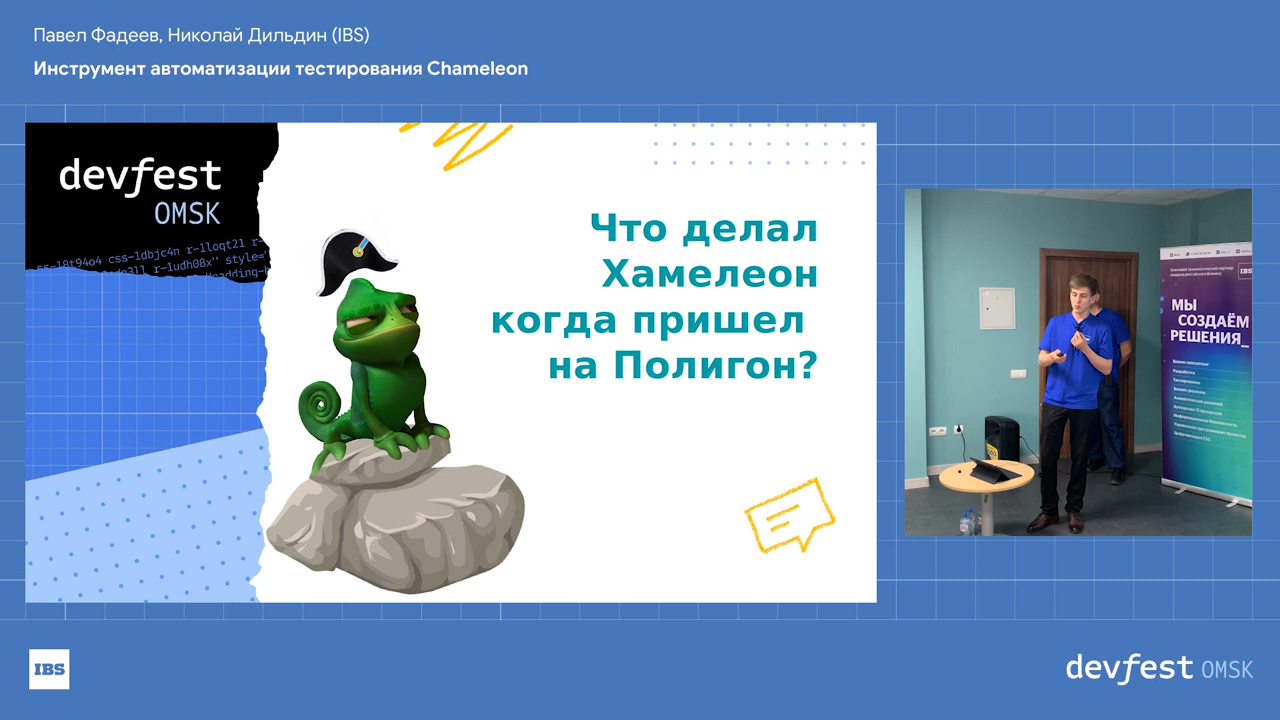 Павел Фадеев, Николай Дильдин (IBS)
Инструмент автоматизации тестирования Chameleon
devfest
OMSK
Что делал
Хамелеон
когда пришел
на Полигон?
IBS
МЫ
СОЗДАЁМ
РЕШЕНИЯ_
IBS
devfest OMSK